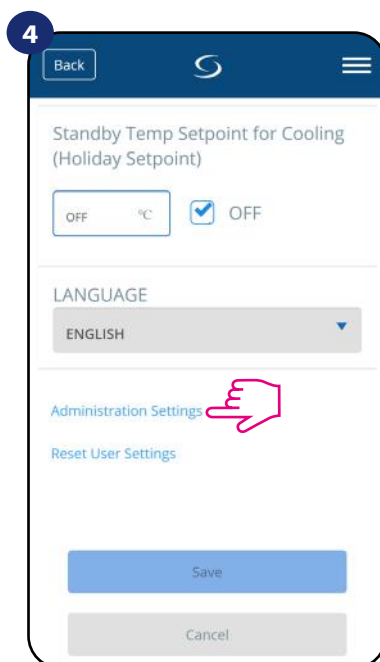 4
Back
Standby Temp Setpoint for Cooling
(Holiday Setpoint)
OFF °C OFF
LANGUAGE
ENGLISH
Administration Settings
Reset User Settings
Save
Cancel